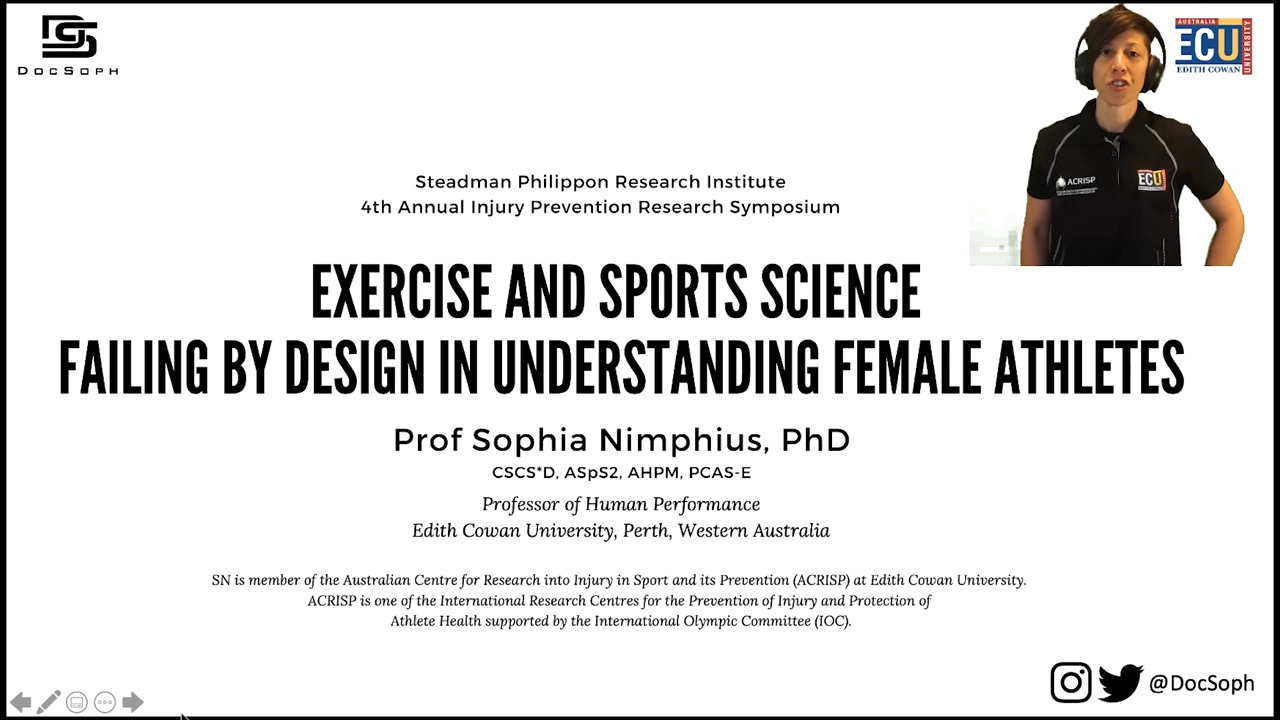 DOCSOPH
AUSTRALIA
ECU
EDITH COWAN
UNIVERSITY
ACRISP
ECU
Steadman Philippon Research Institute
4th Annual Injury Prevention Research Symposium
EXERCISE AND SPORTS SCIENCE
FAILING BY DESIGN IN UNDERSTANDING FEMALE ATHLETES
Prof Sophia Nimphius, PhD
CSCS*D, ASpS2, AHPM, PCAS-E
Professor of Human Performance
Edith Cowan University, Perth, Western Australia
SN is member of the Australian Centre for Research into Injury in Sport and its Prevention (ACRISP) at Edith Cowan University.
ACRISP is one of the International Research Centres for the Prevention of Injury and Protection of
Athlete Health supported by the International Olympic Committee (IOC).
@DocSoph